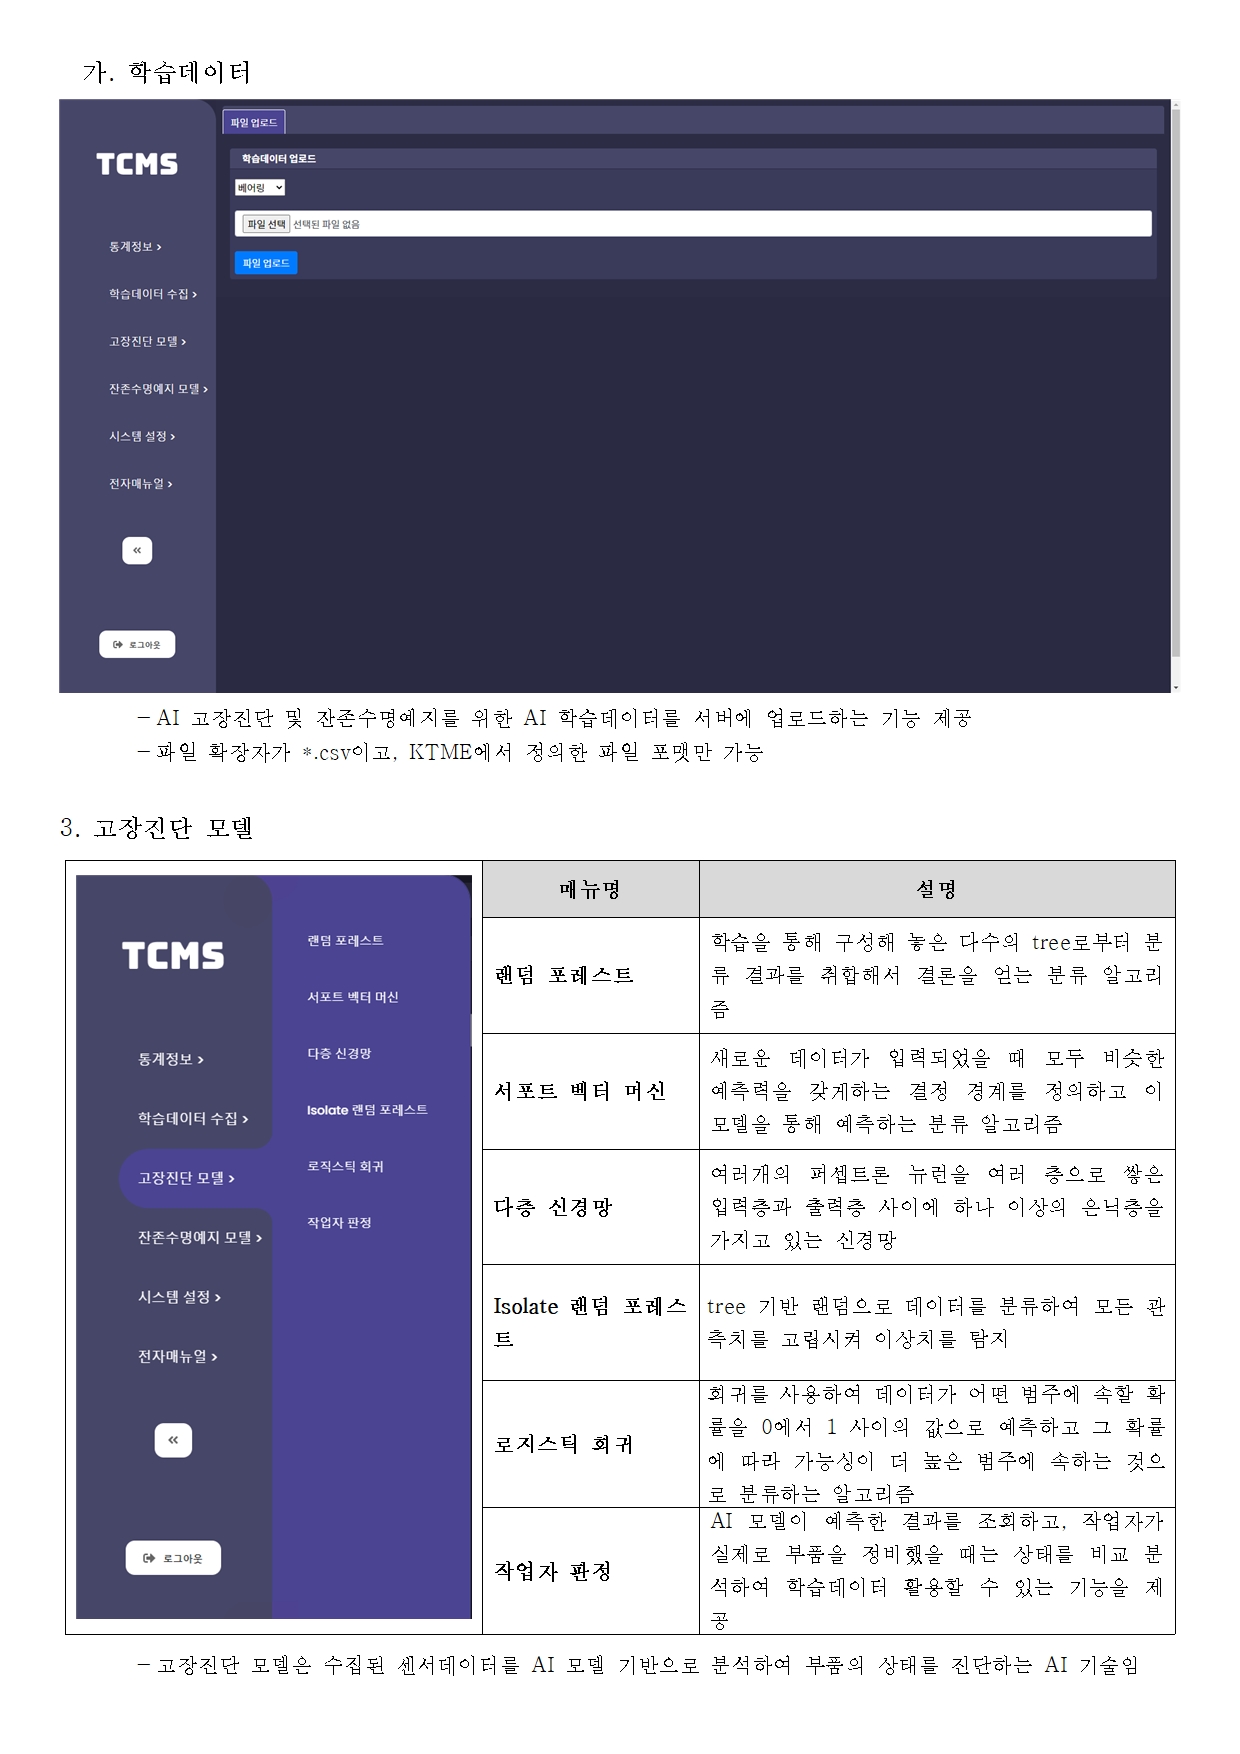 가. 학습데이터
파일 업로드
TCMS
학습데이터 업로드
베어링
파일 선택 선택된 파일 없음
파일 업로드
통계정보 >
학습데이터 수집 >
고장진단 모델 >
잔존수명예지 모델 >
시스템 설정 >
전자매뉴얼 >
«
로그아웃
- AI 고장진단 및 잔존수명예지를 위한 AI 학습데이터를 서버에 업로드하는 기능 제공
- 파일 확장자가 *.csv이고, KTME에서 정의한 파일 포맷만 가능
3. 고장진단 모델
TCMS
통계정보 >
학습데이터 수집 >
고장진단 모델 >
잔존수명예지 모델 >
시스템 설정 >
전자매뉴얼 >
«
로그아웃
랜덤 포레스트
서포트 벡터 머신
다층 신경망
Isolate 랜덤 포레스트
로직스틱 회귀
작업자 판정
매뉴명
설명
랜덤 포레스트
학습을 통해 구성해 놓은 다수의 tree로부터 분
류 결과를 취합해서 결론을 얻는 분류 알고리
즘
서포트 벡터 머신
새로운 데이터가 입력되었을 때 모두 비슷한
예측력을 갖게하는 결정 경계를 정의하고 이
모델을 통해 예측하는 분류 알고리즘
다층 신경망
여러개의 퍼셉트론 뉴런을 여러 층으로 쌓은
입력층과 출력층 사이에 하나 이상의 은닉층을
가지고 있는 신경망
Isolate 랜덤 포레스
트
tree 기반 랜덤으로 데이터를 분류하여 모든 관
측치를 고립시켜 이상치를 탐지
로지스틱 회귀
회귀를 사용하여 데이터가 어떤 범주에 속할 확
률을 0에서 1 사이의 값으로 예측하고 그 확률
에 따라 가능성이 더 높은 범주에 속하는 것으
로 분류하는 알고리즘
작업자 판정
AI 모델이 예측한 결과를 조회하고, 작업자가
실제로 부품을 정비했을 때는 상태를 비교 분
석하여 학습데이터 활용할 수 있는 기능을 제
공
- 고장진단 모델은 수집된 센서데이터를 AI 모델 기반으로 분석하여 부품의 상태를 진단하는 AI 기술임